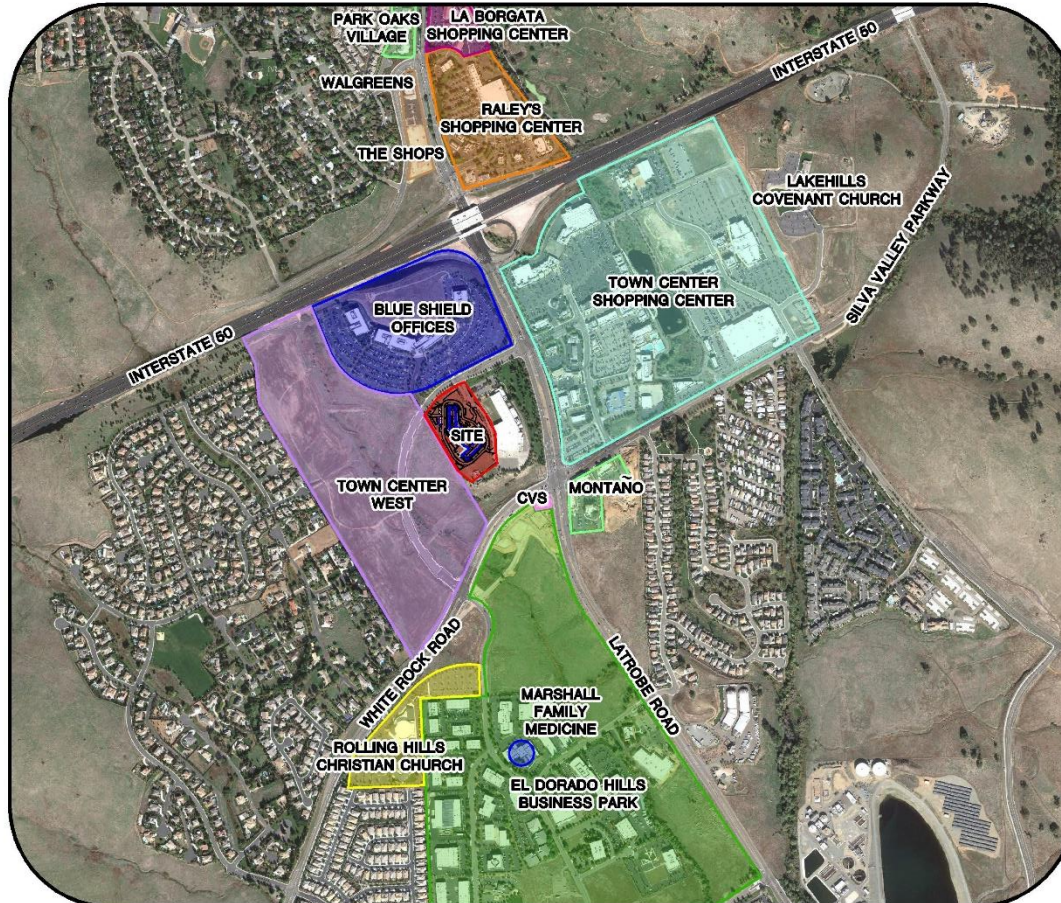 PARK OAKS
VILLAGE
LA BORGATA
SHOPPING CENTER
WALGREENS
INTERSTATE 50
RALEY'S
SHOPPING CENTER
THE SHOPS
LAKEHILLS
COVENANT CHURCH
SILVA VALLEY PARKWAY
TOWN CENTER
SHOPPING CENTER
BLUE SHIELD
OFFICES
INTERSTATE 50
SITE
TOWN CENTER
WEST
CVS
MONTAÑO
WHITE ROCK ROAD
LATROBE ROAD
MARSHALL
FAMILY
MEDICINE
ROLLING HILLS
CHRISTIAN CHURCH
EL DORADO HILLS
BUSINESS PARK